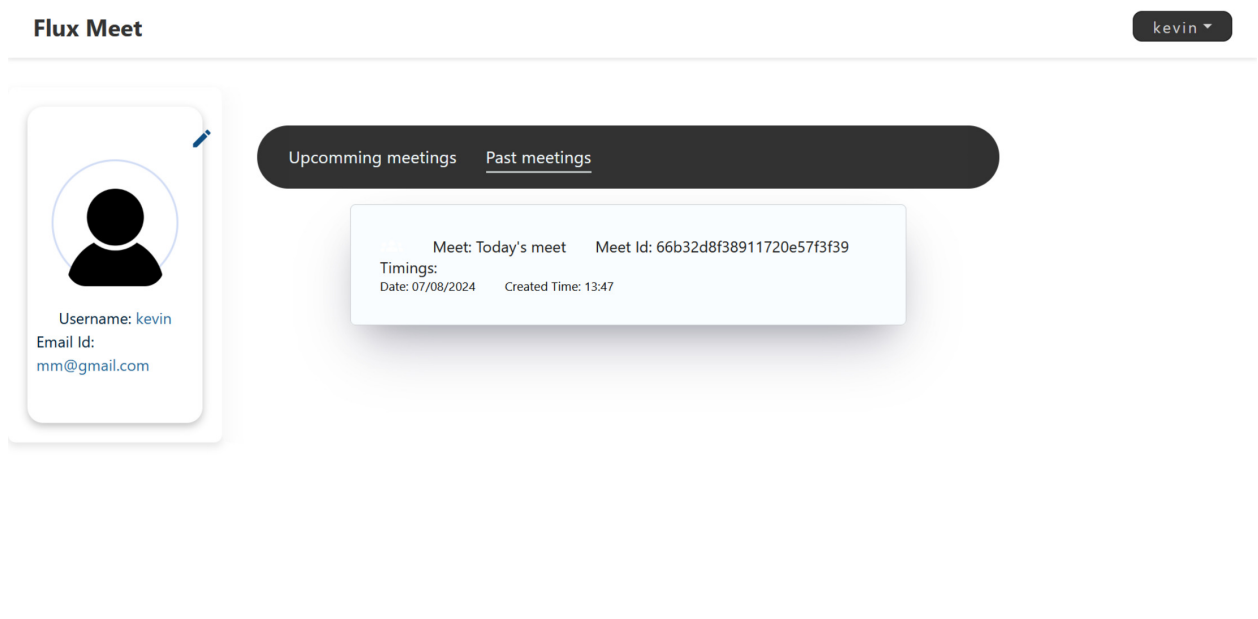 Flux Meet
kevin
Upcomming meetings Past meetings
Meet: Today's meet Meet Id: 66b32d8f38911720e57f3f39
Timings:
Date: 07/08/2024 Created Time: 13:47
Username: kevin
Email Id:
mm@gmail.com